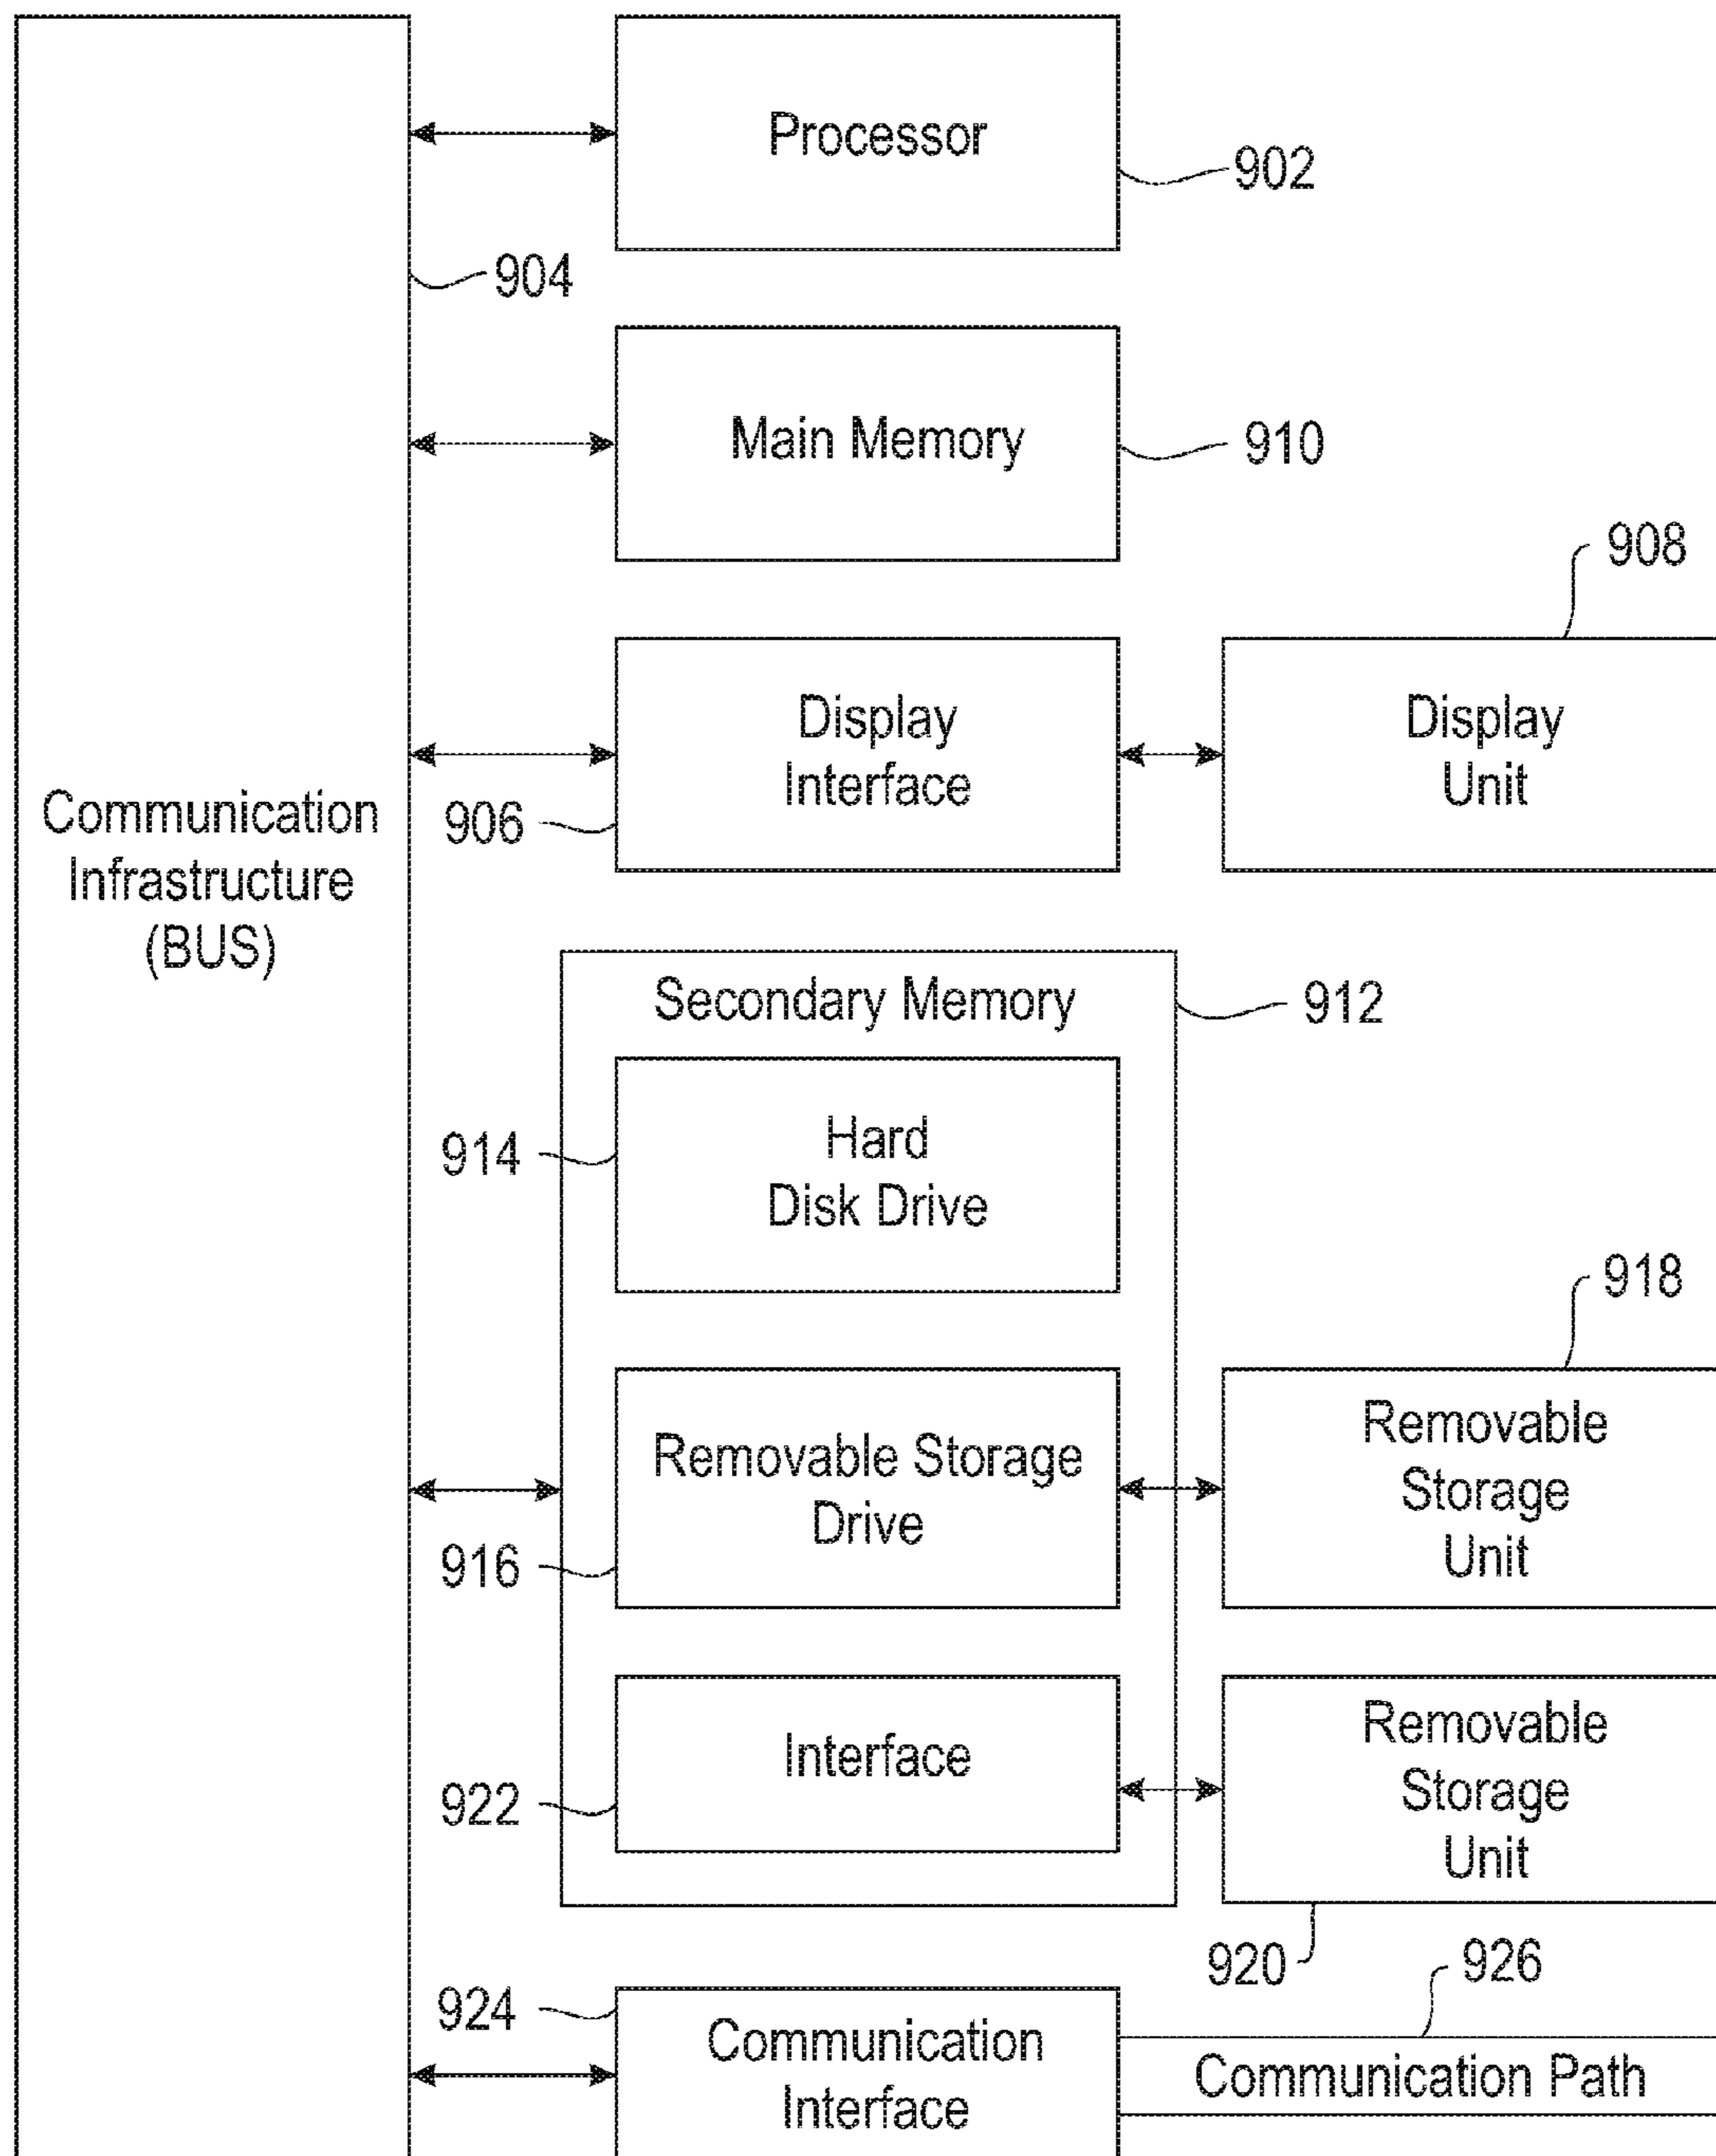 Processor
902
904
Main Memory
910
908
Display
Interface
906
Display
Unit
Communication
Infrastructure
(BUS)
Secondary Memory
912
Hard
Disk Drive
914
918
Removable Storage
Drive
916
Removable
Storage
Unit
Interface
922
Removable
Storage
Unit
920
926
924
Communication
Interface
Communication Path